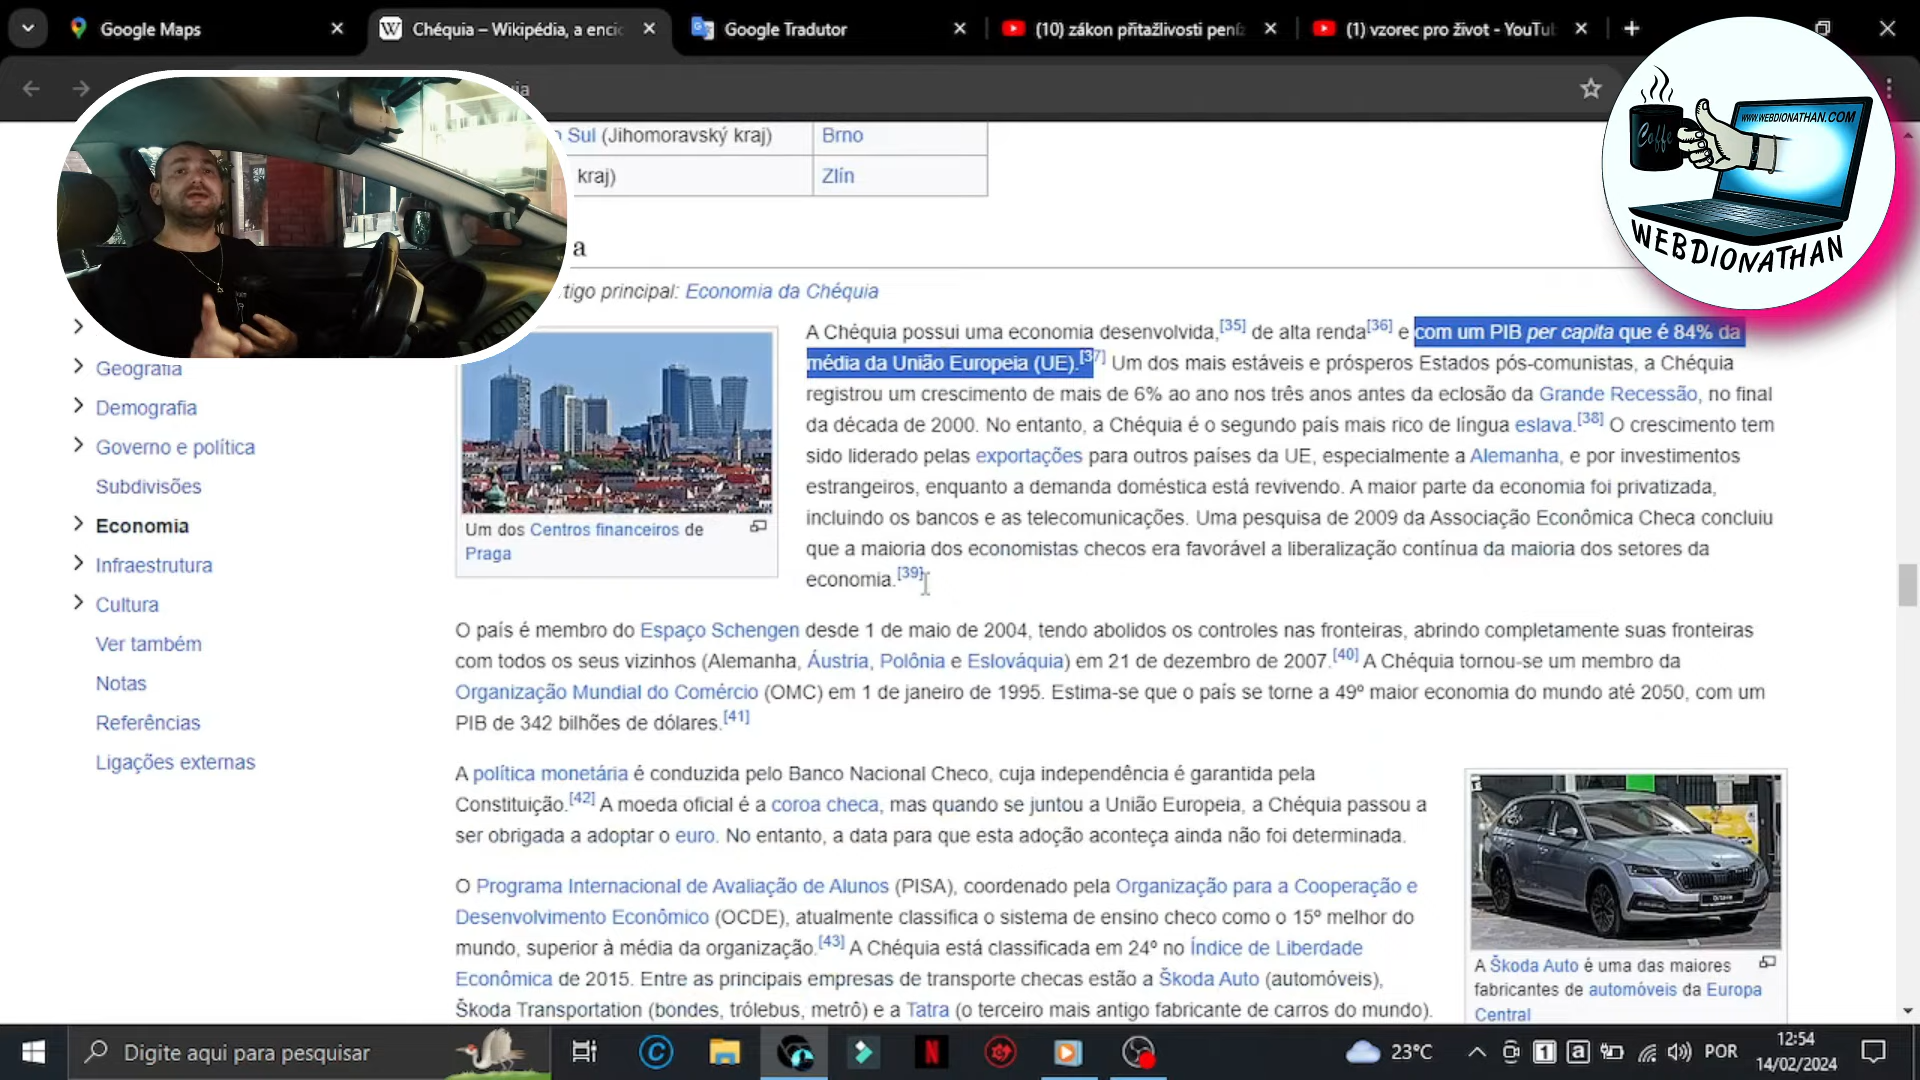 Google Maps
Chéquia – Wikipédia, a encic
Google Tradutor
(10) zákon přitažlivosti peníz
(1) vzorec pro život - YouTu
WWW.WEBDIONATHAN.COM
Coffe
WEBDIONATHAN
Sul (Jihomoravský kraj)
Brno
kraj)
Zlín
a
tigo principal: Economia da Chéquia
A Chéquia possui uma economia desenvolvida,[35] de alta renda[36] e com um PIB per capita que é 84% da
média da União Europeia (UE).[37] Um dos mais estáveis e prósperos Estados pós-comunistas, a Chéquia
registrou um crescimento de mais de 6% ao ano nos três anos antes da eclosão da Grande Recessão, no final
da década de 2000. No entanto, a Chéquia é o segundo país mais rico de língua eslava.[38] O crescimento tem
sido liderado pelas exportações para outros países da UE, especialmente a Alemanha, e por investimentos
estrangeiros, enquanto a demanda doméstica está revivendo. A maior parte da economia foi privatizada,
incluindo os bancos e as telecomunicações. Uma pesquisa de 2009 da Associação Econômica Checa concluiu
que a maioria dos economistas checos era favorável a liberalização contínua da maioria dos setores da
economia.[39]
Geografia
Demografia
Governo e política
Subdivisões
Economia
Infraestrutura
Cultura
Ver também
Notas
Referências
Ligações externas
Um dos Centros financeiros de
Praga
O país é membro do Espaço Schengen desde 1 de maio de 2004, tendo abolidos os controles nas fronteiras, abrindo completamente suas fronteiras
com todos os seus vizinhos (Alemanha, Áustria, Polônia e Eslováquia) em 21 de dezembro de 2007.[40] A Chéquia tornou-se um membro da
Organização Mundial do Comércio (OMC) em 1 de janeiro de 1995. Estima-se que o país se torne a 49º maior economia do mundo até 2050, com um
PIB de 342 bilhões de dólares.[41]
A política monetária é conduzida pelo Banco Nacional Checo, cuja independência é garantida pela
Constituição.[42] A moeda oficial é a coroa checa, mas quando se juntou a União Europeia, a Chéquia passou a
ser obrigada a adoptar o euro. No entanto, a data para que esta adoção aconteça ainda não foi determinada.
O Programa Internacional de Avaliação de Alunos (PISA), coordenado pela Organização para a Cooperação e
Desenvolvimento Econômico (OCDE), atualmente classifica o sistema de ensino checo como o 15º melhor do
mundo, superior à média da organização.[43] A Chéquia está classificada em 24º no Índice de Liberdade
Econômica de 2015. Entre as principais empresas de transporte checas estão a Škoda Auto (automóveis),
Škoda Transportation (bondes, trólebus, metrô) e a Tatra (o terceiro mais antigo fabricante de carros do mundo).
A Škoda Auto é uma das maiores
fabricantes de automóveis da Europa
Central
Digite aqui para pesquisar
23°C
POR
12:54
14/02/2024